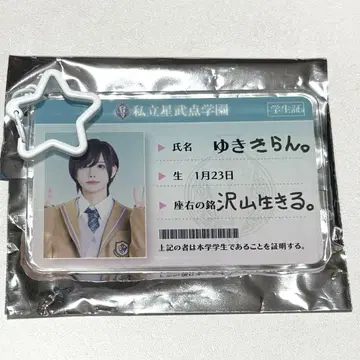 私立星武点学園
学生証
氏名 ゆききらん。
生 1月23日
座右の銘 沢山生きる。
上記の者は本学学生であることを証明する。